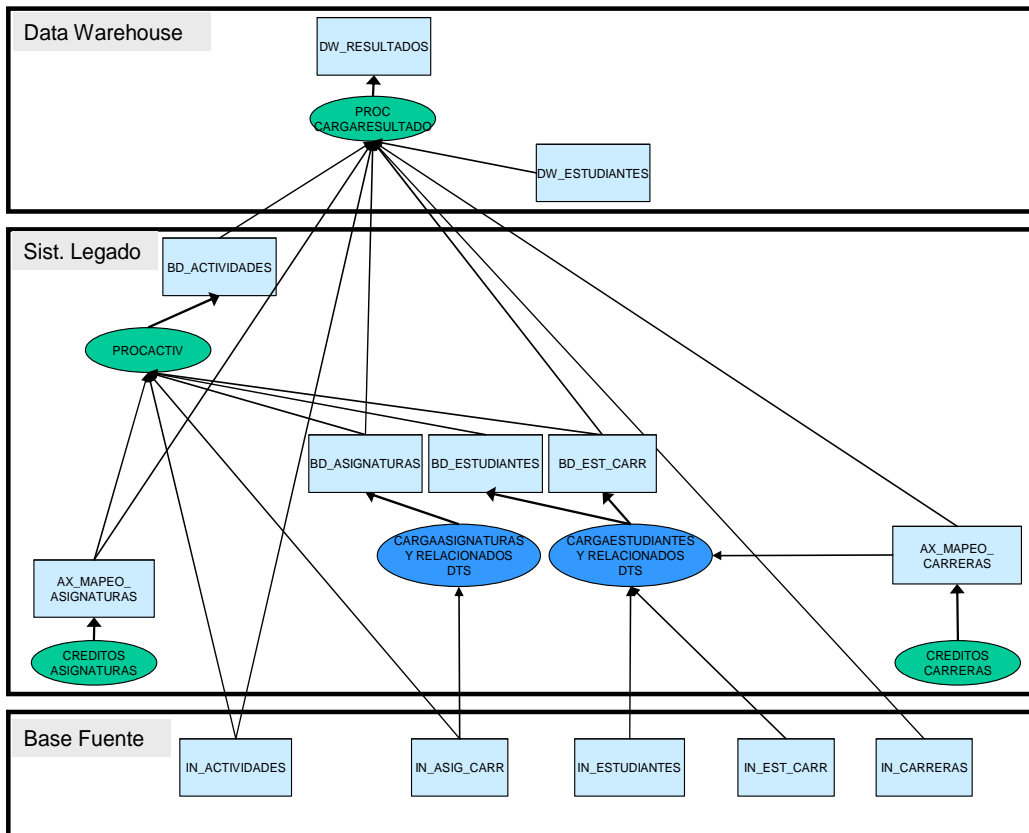 Data Warehouse
DW_RESULTADOS
PROC
CARGARESULTADO
DW_ESTUDIANTES
Sist. Legado
BD_ACTIVIDADES
PROCACTIV
BD_ASIGNATURAS
BD_ESTUDIANTES
BD_EST_CARR
CARGAASIGNATURAS
Y RELACIONADOS
DTS
CARGAESTUDIANTES
Y RELACIONADOS
DTS
AX_MAPEO_
CARRERAS
AX_MAPEO_
ASIGNATURAS
CREDITOS
ASIGNATURAS
CREDITOS
CARRERAS
Base Fuente
IN_ACTIVIDADES
IN_ASIG_CARR
IN_ESTUDIANTES
IN_EST_CARR
IN_CARRERAS